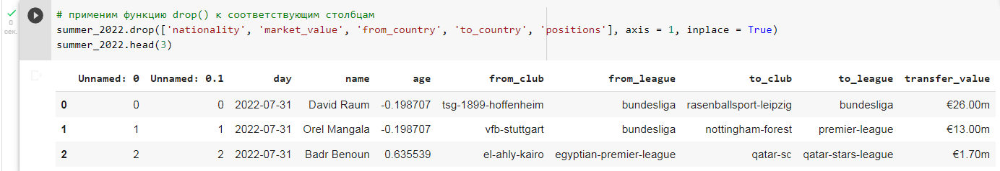 # применим функцию drop() к соответствующим столбцам
summer_2022.drop(['nationality', 'market_value', 'from_country', 'to_country', 'positions'], axis = 1, inplace = True)
0
сек.
summer_2022.head(3)
Unnamed: 0 Unnamed: 0.1 day name age from_club from_league to_club to_league transfer_value
0 0 0 2022-07-31 David Raum -0.198707 tsg-1899-hoffenheim bundesliga rasenballsport-leipzig bundesliga €26.00m
1 1 1 2022-07-31 Orel Mangala -0.198707 vfb-stuttgart bundesliga nottingham-forest premier-league €13.00m
2 2 2 2022-07-31 Badr Benoun 0.635539 el-ahly-kairo egyptian-premier-league qatar-sc qatar-stars-league €1.70m